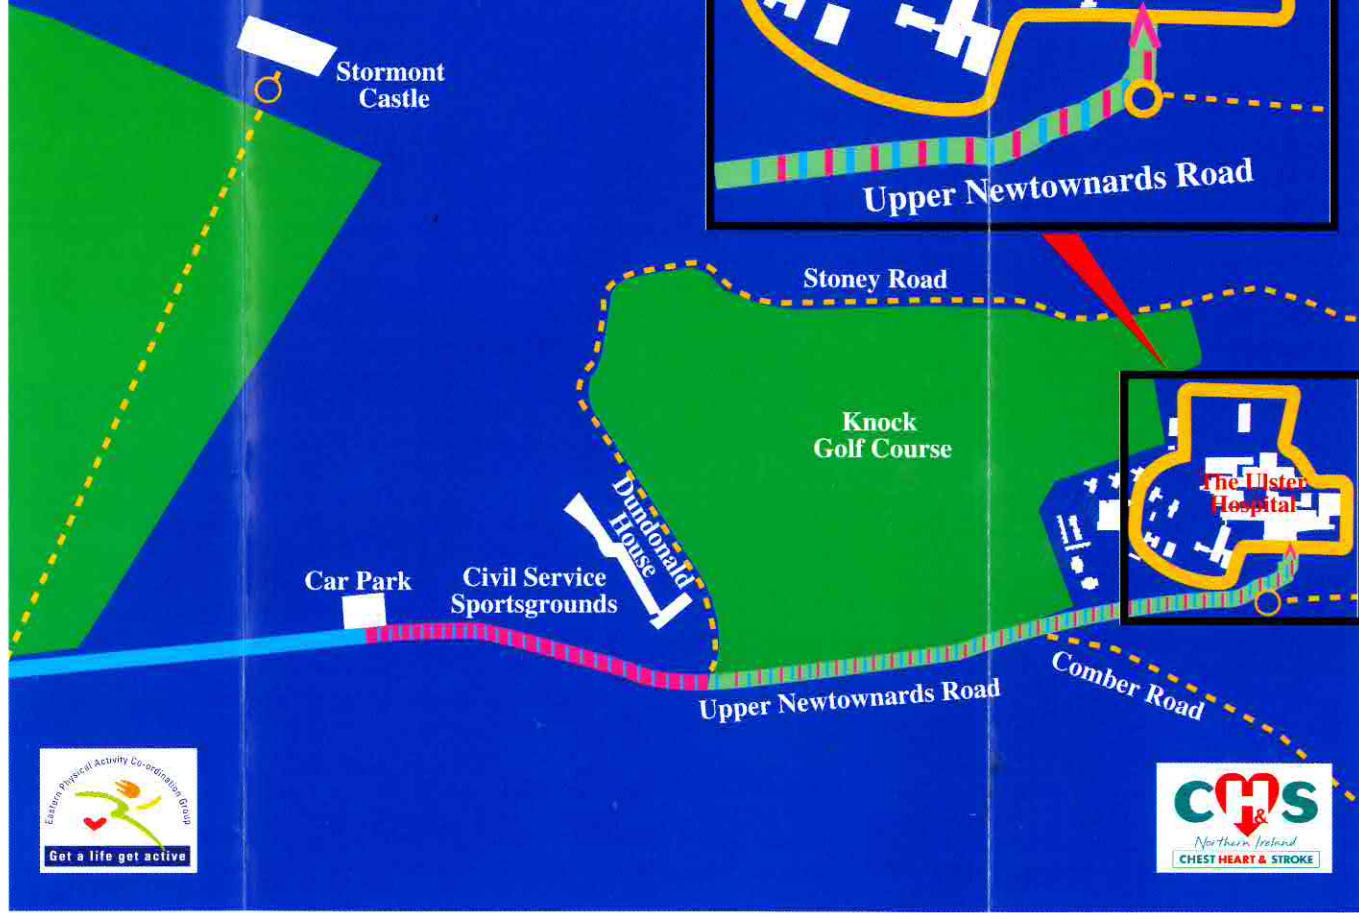 Stormont
Castle
Upper Newtownards Road
Stoney Road
Knock
Golf Course
The Ulster
Hospital
Dundonald
House
Car Park
Civil Service
Sportsgrounds
Upper Newtownards Road
Comber Road
Eastern Physical Activity Co-ordination Group
Get a life get active
CH&S
Northern Ireland
CHEST HEART & STROKE